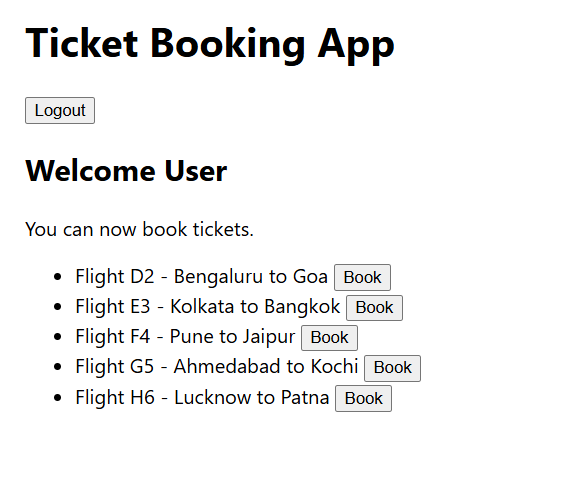 Ticket Booking App
Logout
Welcome User
You can now book tickets.
Flight D2 - Bengaluru to Goa Book
Flight E3 - Kolkata to Bangkok Book
Flight F4 - Pune to Jaipur Book
Flight G5 - Ahmedabad to Kochi Book
Flight H6 - Lucknow to Patna Book